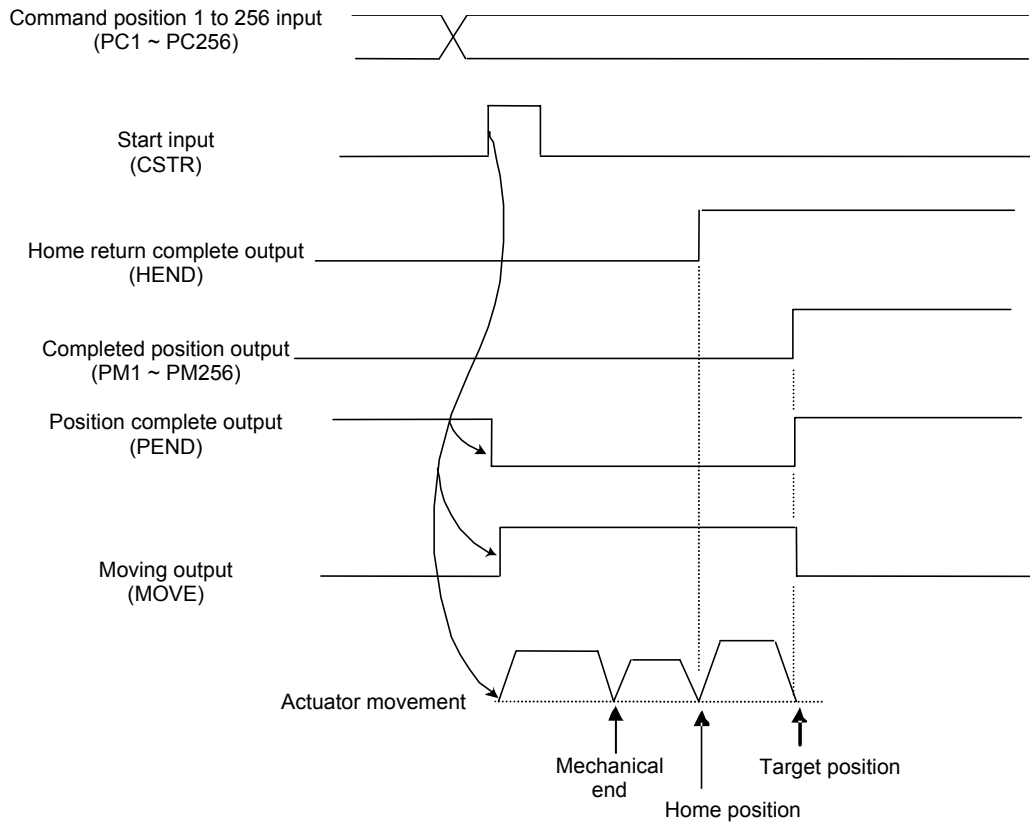 Command position 1 to 256 input
(PC1 ~ PC256)
Start input
(CSTR)
Home return complete output
(HEND)
Completed position output
(PM1 ~ PM256)
Position complete output
(PEND)
Moving output
(MOVE)
Actuator movement
Mechanical
end
Target position
Home position